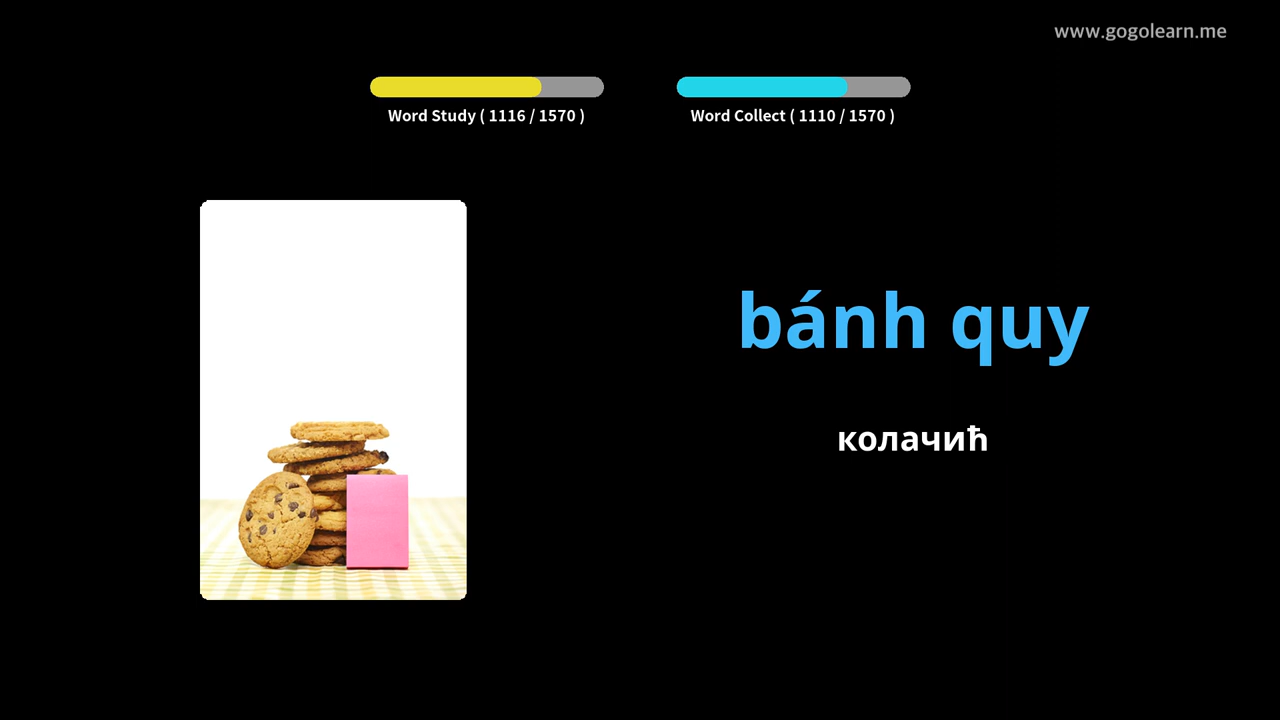 www.gogolearn.me
Word Study ( 1116 / 1570 )
Word Collect ( 1110 / 1570 )
bánh quy
колачић